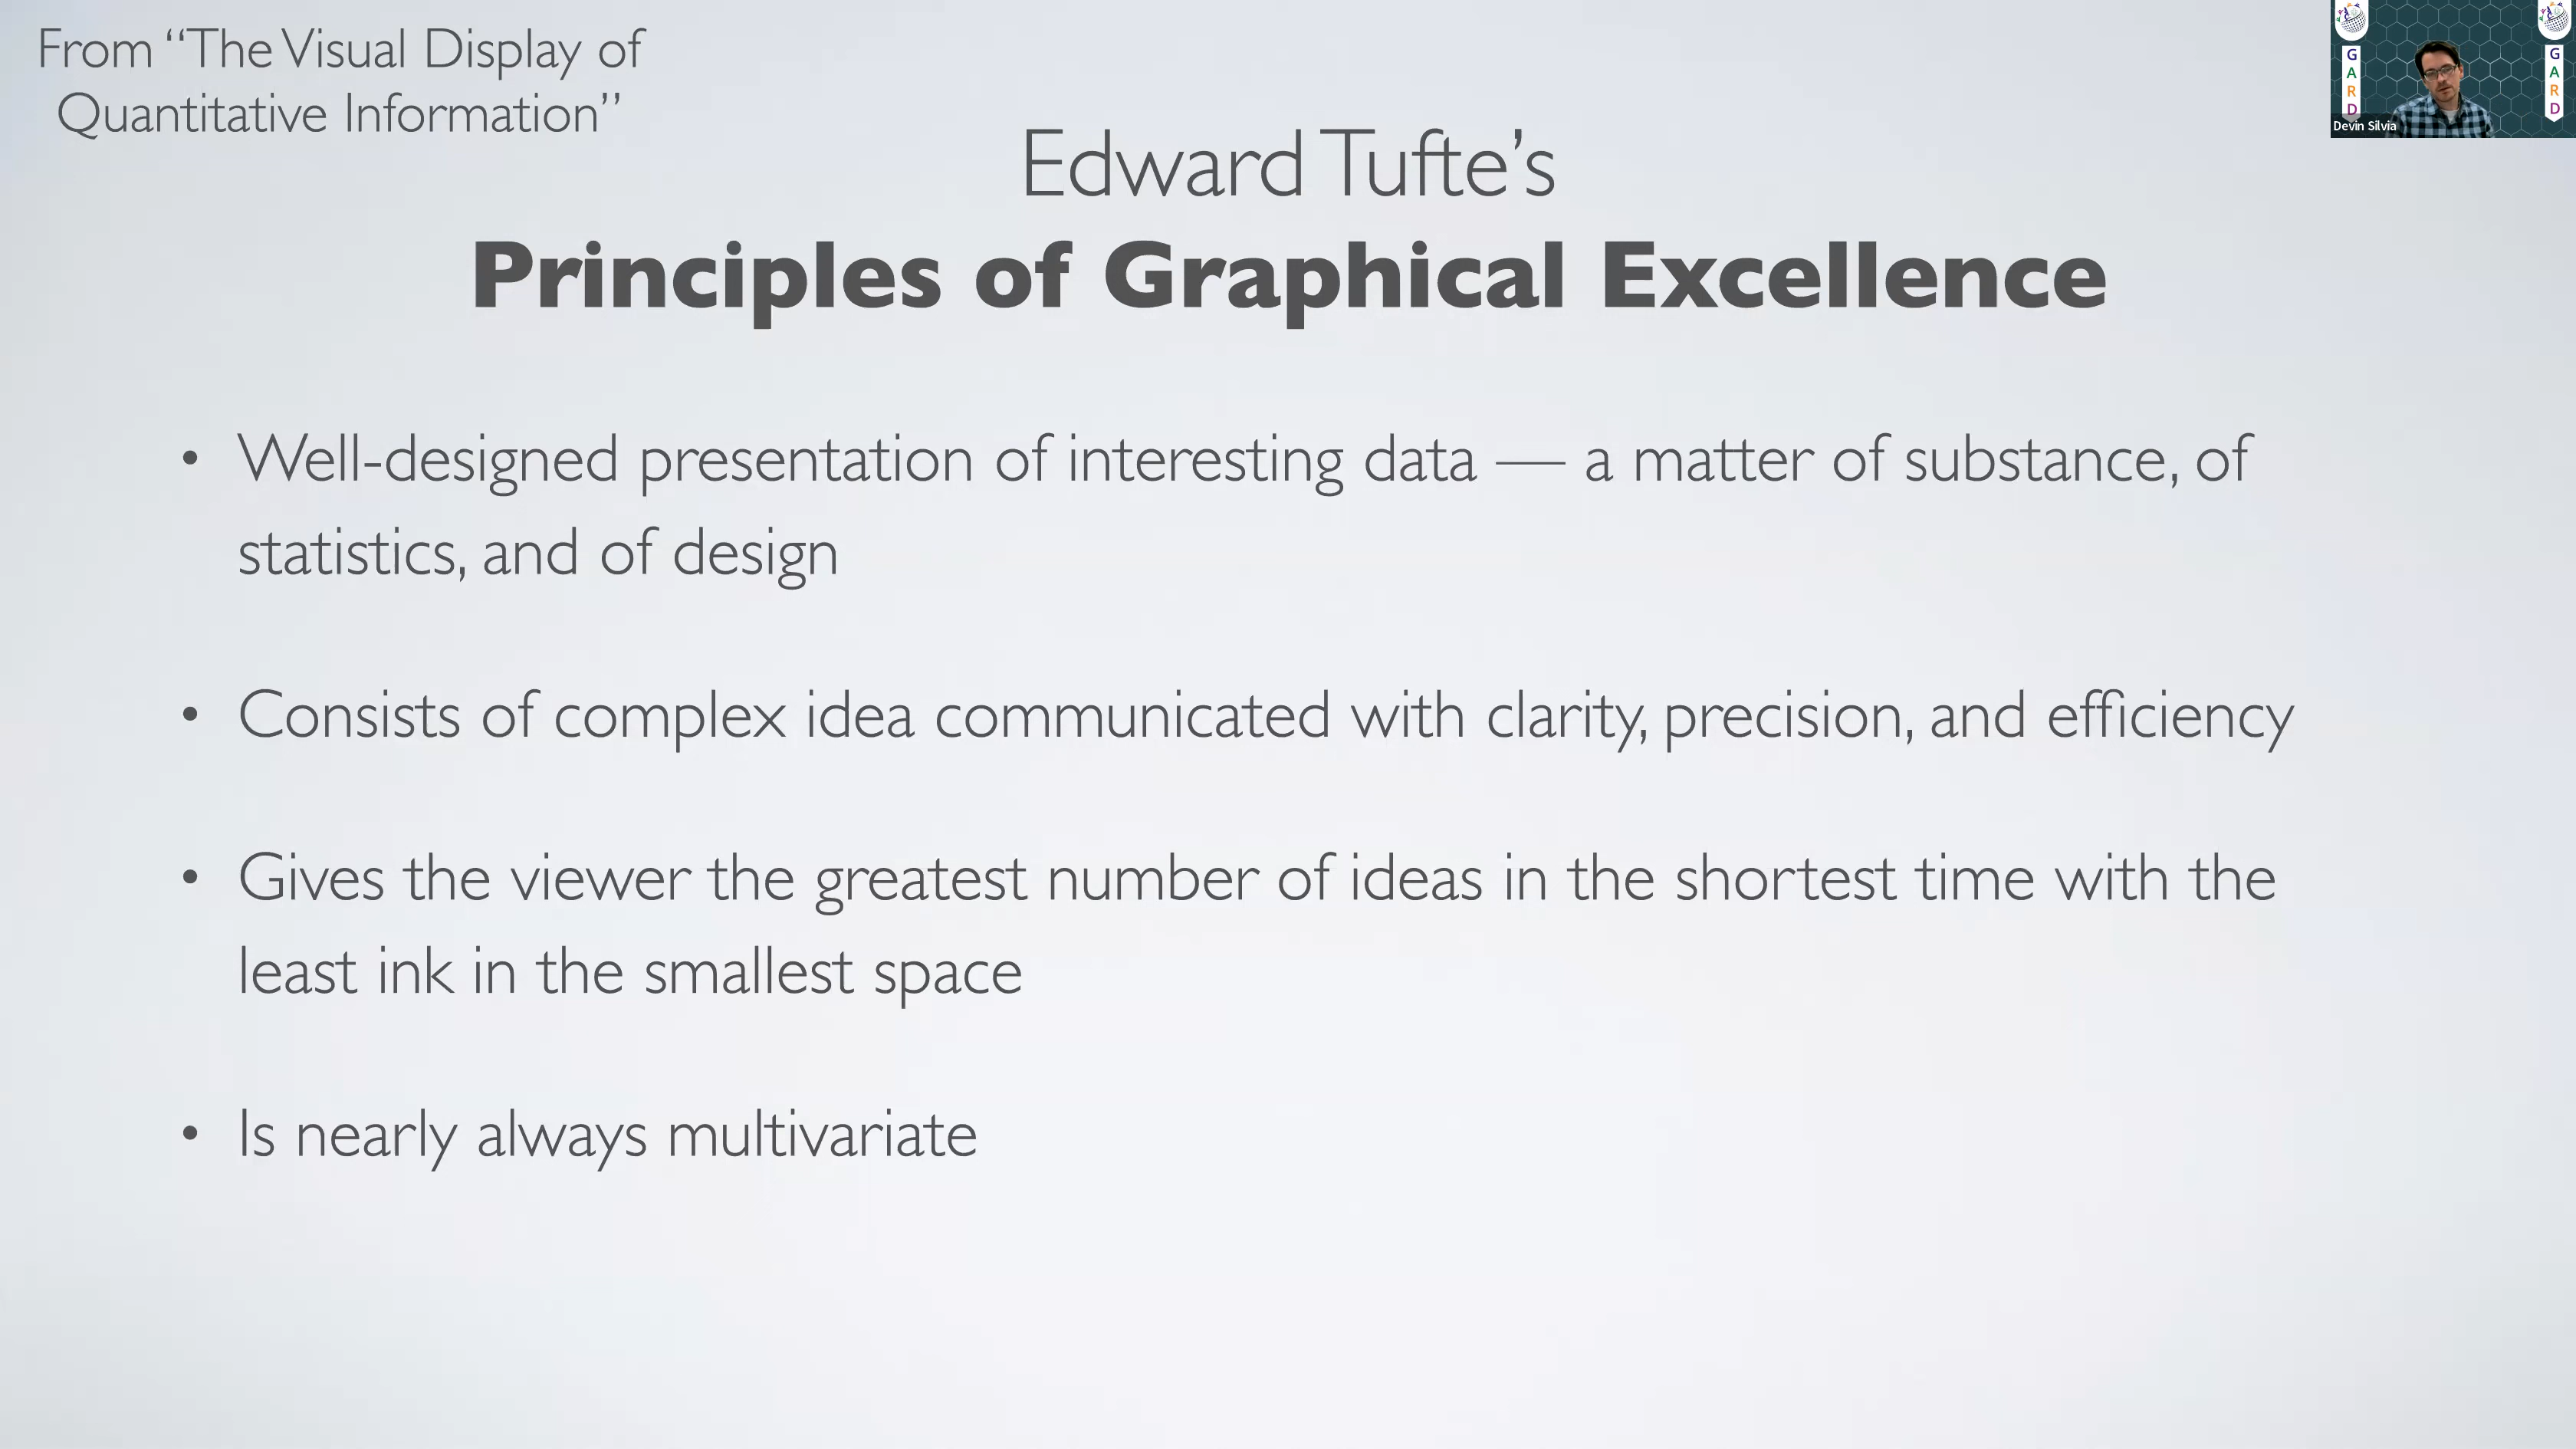 From “The Visual Display of
Quantitative Information”
Edward Tufte’s
Principles of Graphical Excellence
• Well-designed presentation of interesting data — a matter of substance, of
statistics, and of design
• Consists of complex idea communicated with clarity, precision, and efficiency
• Gives the viewer the greatest number of ideas in the shortest time with the
least ink in the smallest space
• Is nearly always multivariate
G
A
R
D
G
A
R
D
Devin Silvia